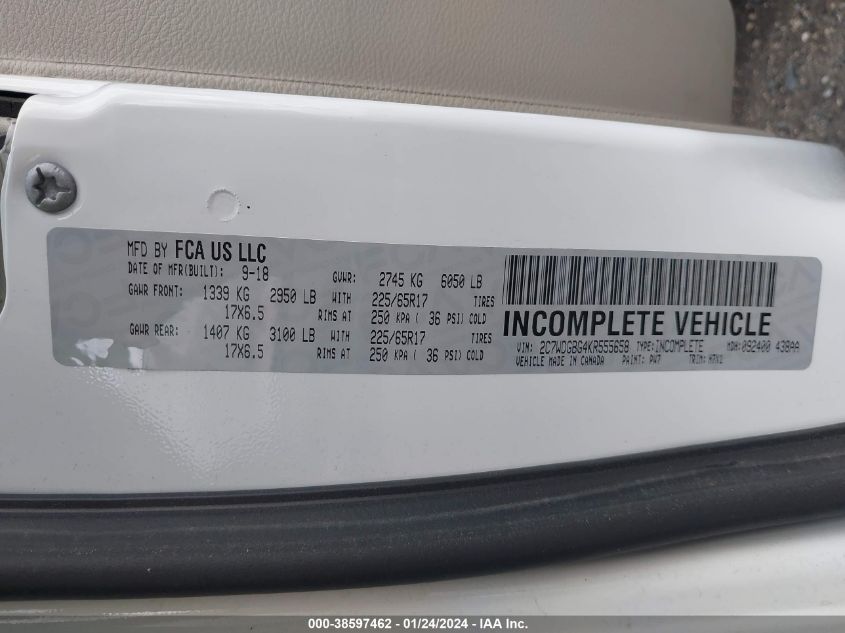 MFD BY FCA US LLC
DATE OF MFR(BUILT): 9-18 GVWR: 2745 KG 6050 LB
GAWR FRONT: 1339 KG 2950 LB WITH 225/65R17 TIRES
17X6.5 RIMS AT 250 KPA ( 36 PSI) COLD
GAWR REAR: 1407 KG 3100 LB WITH 225/65R17 TIRES
17X6.5 RIMS AT 250 KPA ( 36 PSI) COLD
INCOMPLETE VEHICLE
VIN: 2C7WDGBG4KR555658 TYPE:INCOMPLETE MDH:092400 438AA
VEHICLE MADE IN CANADA PAINT: PW7 TRIM:
000-38597462 - 01/24/2024 - IAA Inc.